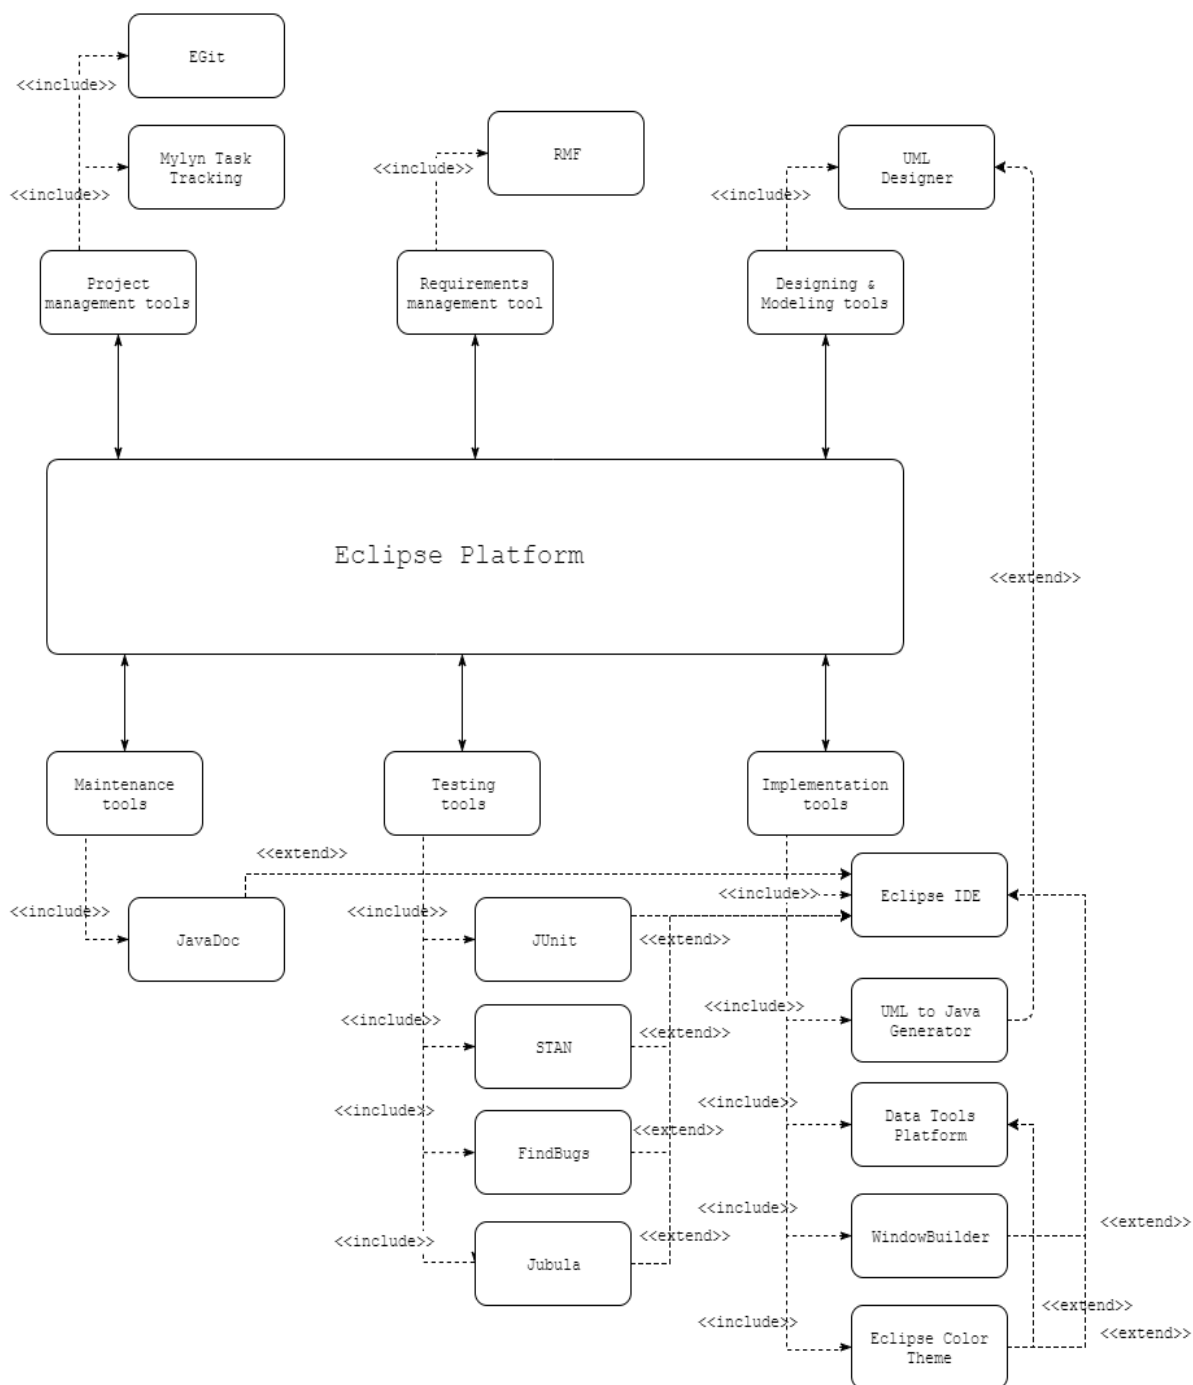 EGit
<<include>>
Mylyn Task
Tracking
<<include>>
RMF
<<include>>
UML
Designer
<<include>>
Project
management tools
Requirements
management tool
Designing &
Modeling tools
Eclipse Platform
<<extend>>
Maintenance
tools
Testing
tools
Implementation
tools
<<extend>>
<<include>>
Eclipse IDE
<<include>>
JavaDoc
<<include>>
JUnit
<<extend>>
<<include>>
UML to Java
Generator
<<include>>
STAN
<<extend>>
<<include>>
Data Tools
Platform
<<include>>
FindBugs
<<extend>>
<<include>>
WindowBuilder
<<extend>>
<<include>>
Jubula
<<extend>>
<<extend>>
<<include>>
Eclipse Color
Theme
<<extend>>